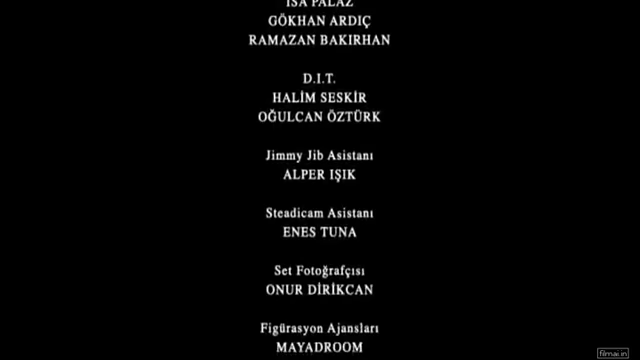 İSA PALAZ
GÖKHAN ARDIÇ
RAMAZAN BAKIRHAN
D.I.T.
HALİM SESKİR
OĞULCAN ÖZTÜRK
Jimmy Jib Asistanı
ALPER IŞIK
Steadicam Asistanı
ENES TUNA
Set Fotoğrafçısı
ONUR DİRİKCAN
Figürasyon Ajansları
MAYADROOM
filmai.in